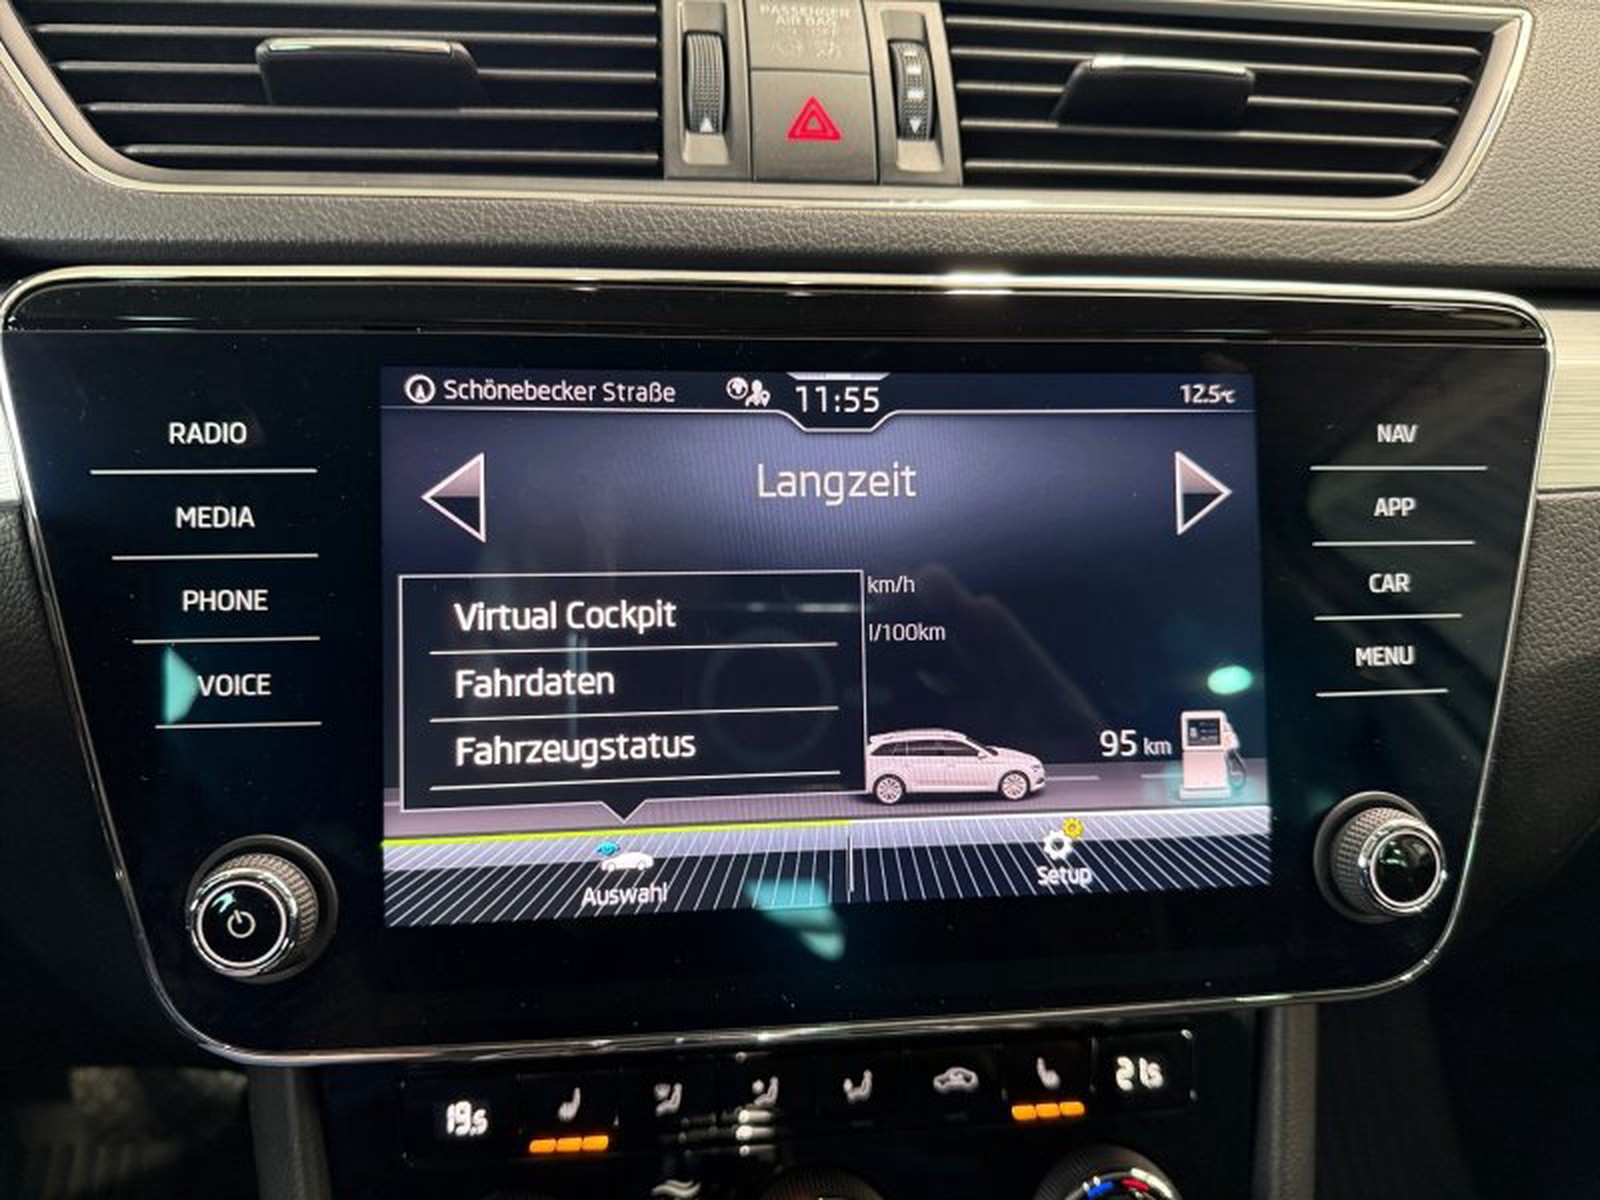 PASSENGER
AIR BAG
Schönebecker Straße
11:55
12.5°C
RADIO
MEDIA
PHONE
VOICE
Langzeit
km/h
l/100km
Virtual Cockpit
Fahrdaten
Fahrzeugstatus
95 km
Auswahl
Setup
NAV
APP
CAR
MENU
19.5
21.5